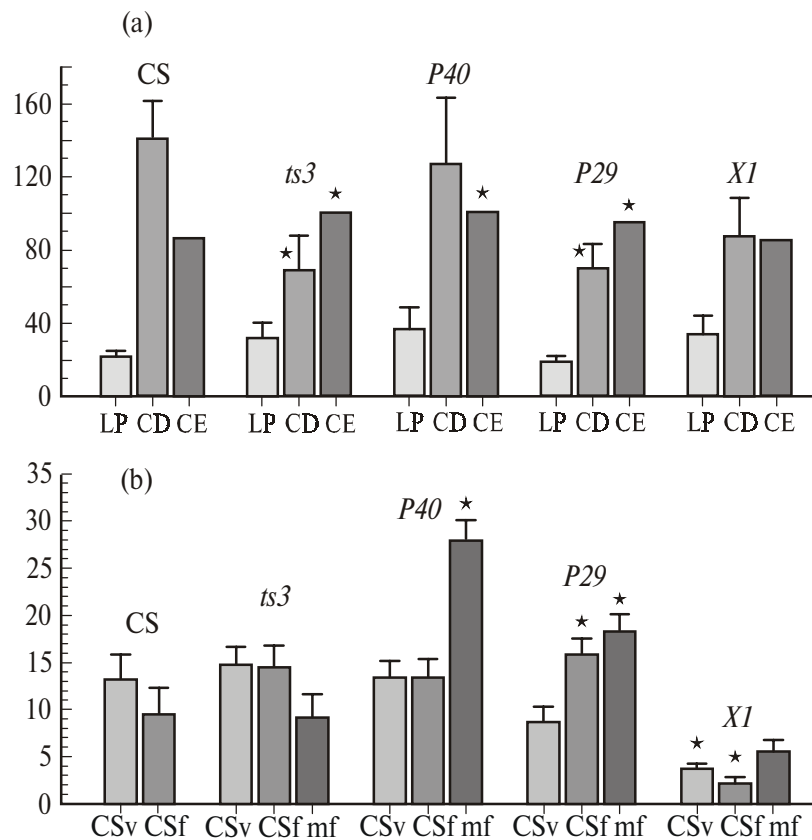 (a)
CS
ts3
P40
P29
X1
160
120
80
40
0
LP CD CE LP CD CE LP CD CE LP CD CE LP CD CE
(b)
CS
ts3
P40
P29
X1
35
30
25
20
15
10
5
0
CSv CSf CSv CSf mf CSv CSf mf CSv CSf mf CSv CSf mf